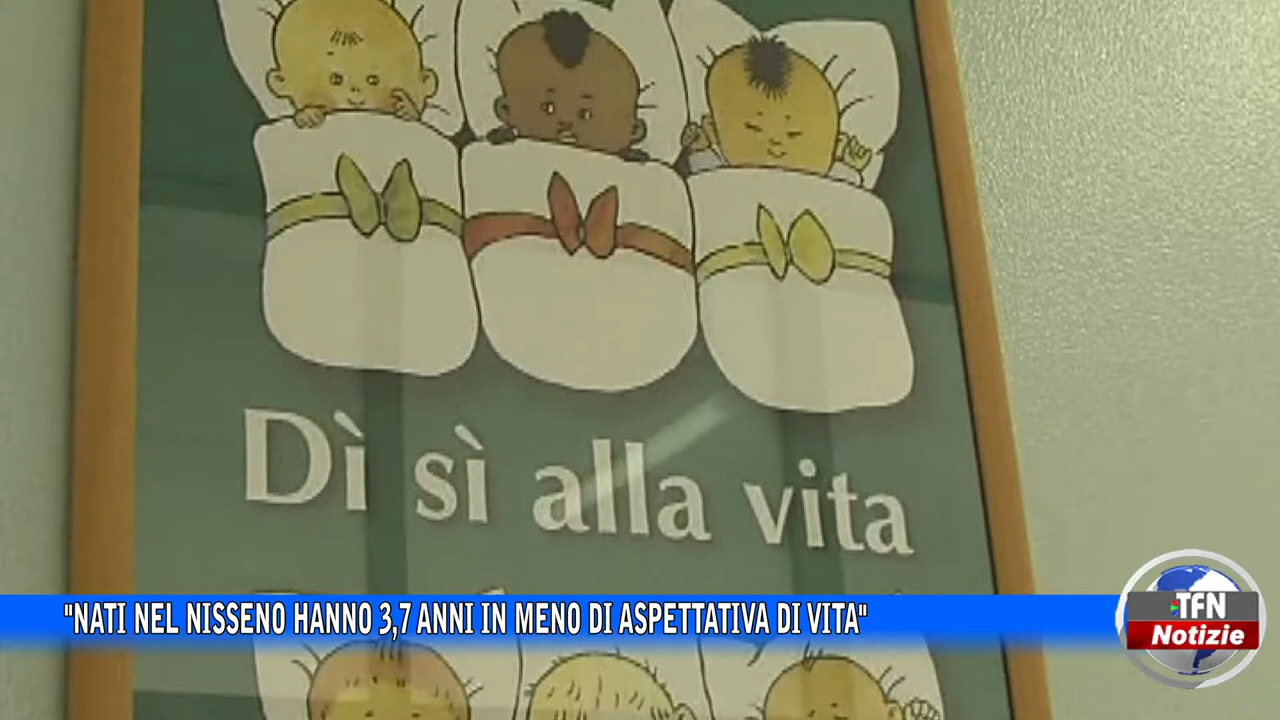 Dì sì alla vita
"NATI NEL NISSENO HANNO 3,7 ANNI IN MENO DI ASPETTATIVA DI VITA"
TFN
Notizie